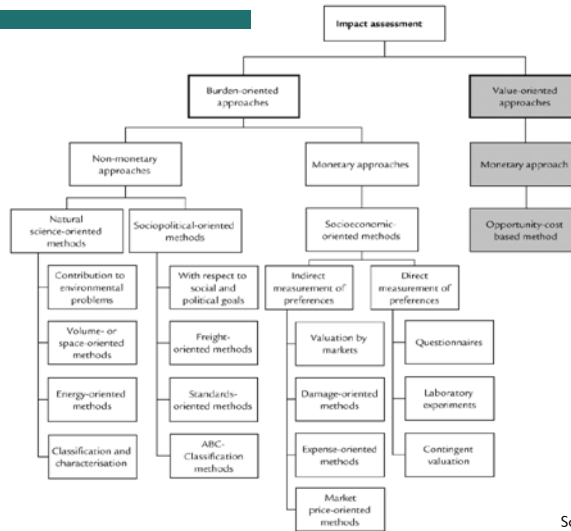 Impact assessment
Burden-oriented
approaches
Value-oriented
approaches
Non-monetary
approaches
Monetary approaches
Monetary approach
Natural
science-oriented
methods
Sociopolitical-oriented
methods
Socioeconomic-
oriented methods
Opportunity-cost
based method
Contribution to
environmental
problems
With respect to
social and
political goals
Indirect
measurement of
preferences
Direct
measurement of
preferences
Volume- or
space-oriented
methods
Freight-
oriented methods
Valuation by
markets
Questionnaires
Energy-oriented
methods
Standards-
oriented methods
Damage-oriented
methods
Laboratory
experiments
Classification and
characterisation
ABC-
Classification
methods
Expense-oriented
methods
Contingent
valuation
Market
price-oriented
methods